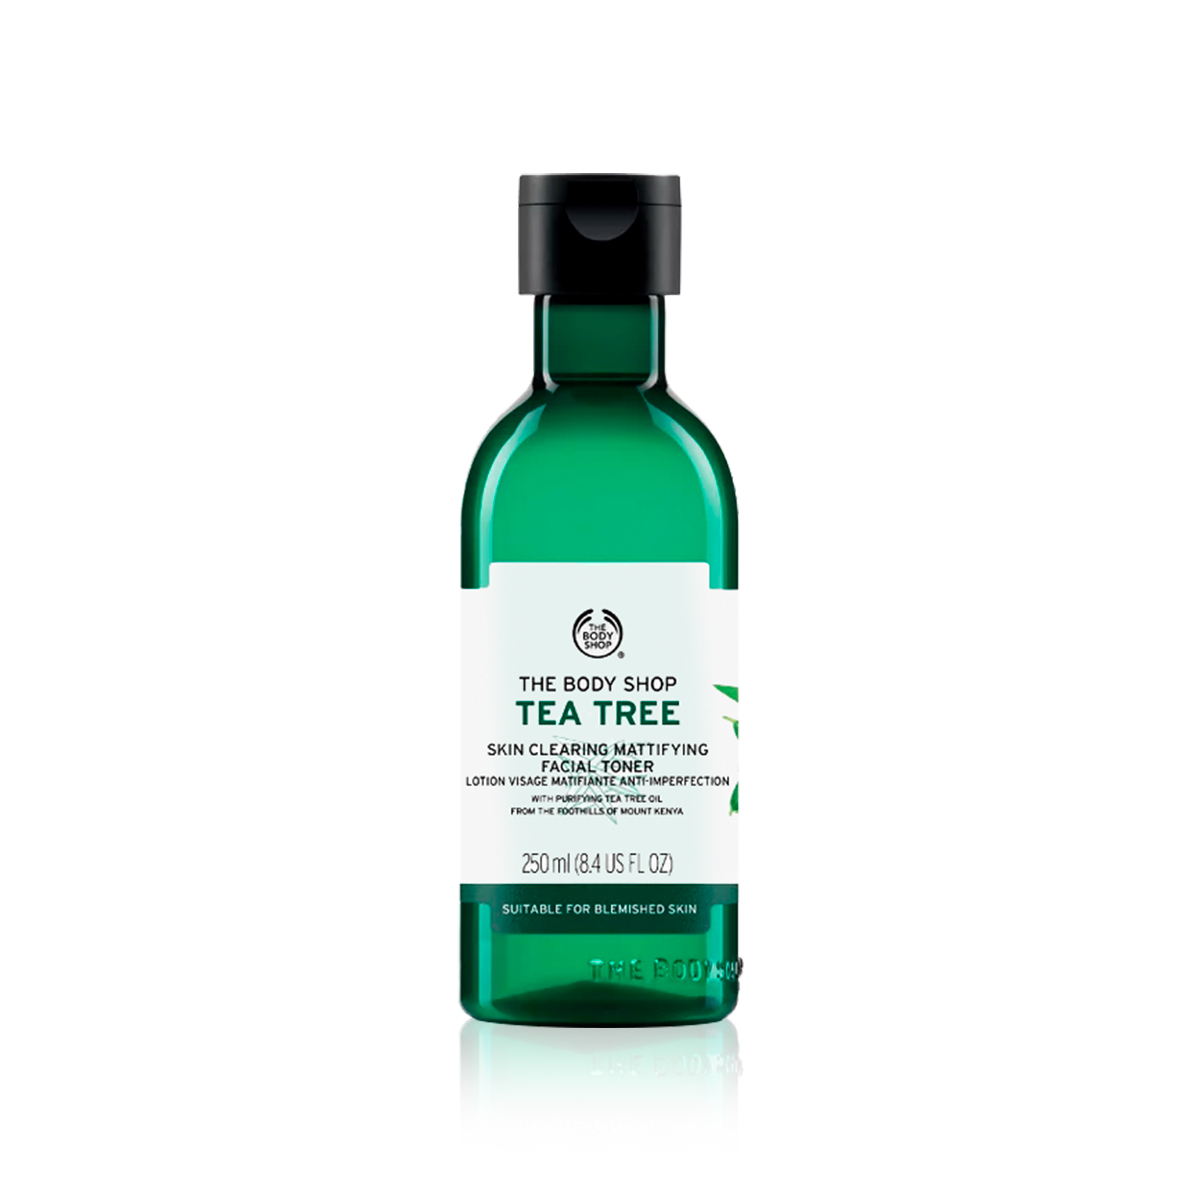 THE
BODY
SHOP
®
THE BODY SHOP
TEA TREE
SKIN CLEARING MATTIFYING
FACIAL TONER
LOTION VISAGE MATIFIANTE ANTI-IMPERFECTION
WITH PURIFYING TEA TREE OIL
FROM THE FOOTHILLS OF MOUNT KENYA
250 ml (8.4 US FL OZ)
SUITABLE FOR BLEMISHED SKIN
THE BODY